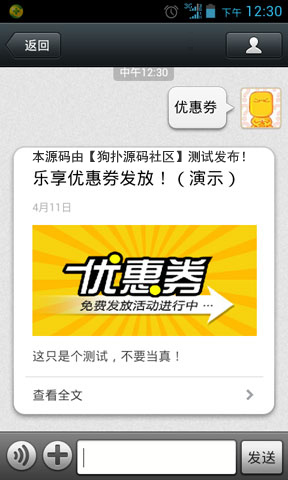 3G
下午 12:30
返回
中午12:30
优惠券
本源码由【狗扑源码社区】测试发布！
乐享优惠券发放！（演示）
4月11日
优惠券
免费发放活动进行中 …
这只是个测试，不要当真！
查看全文
发送